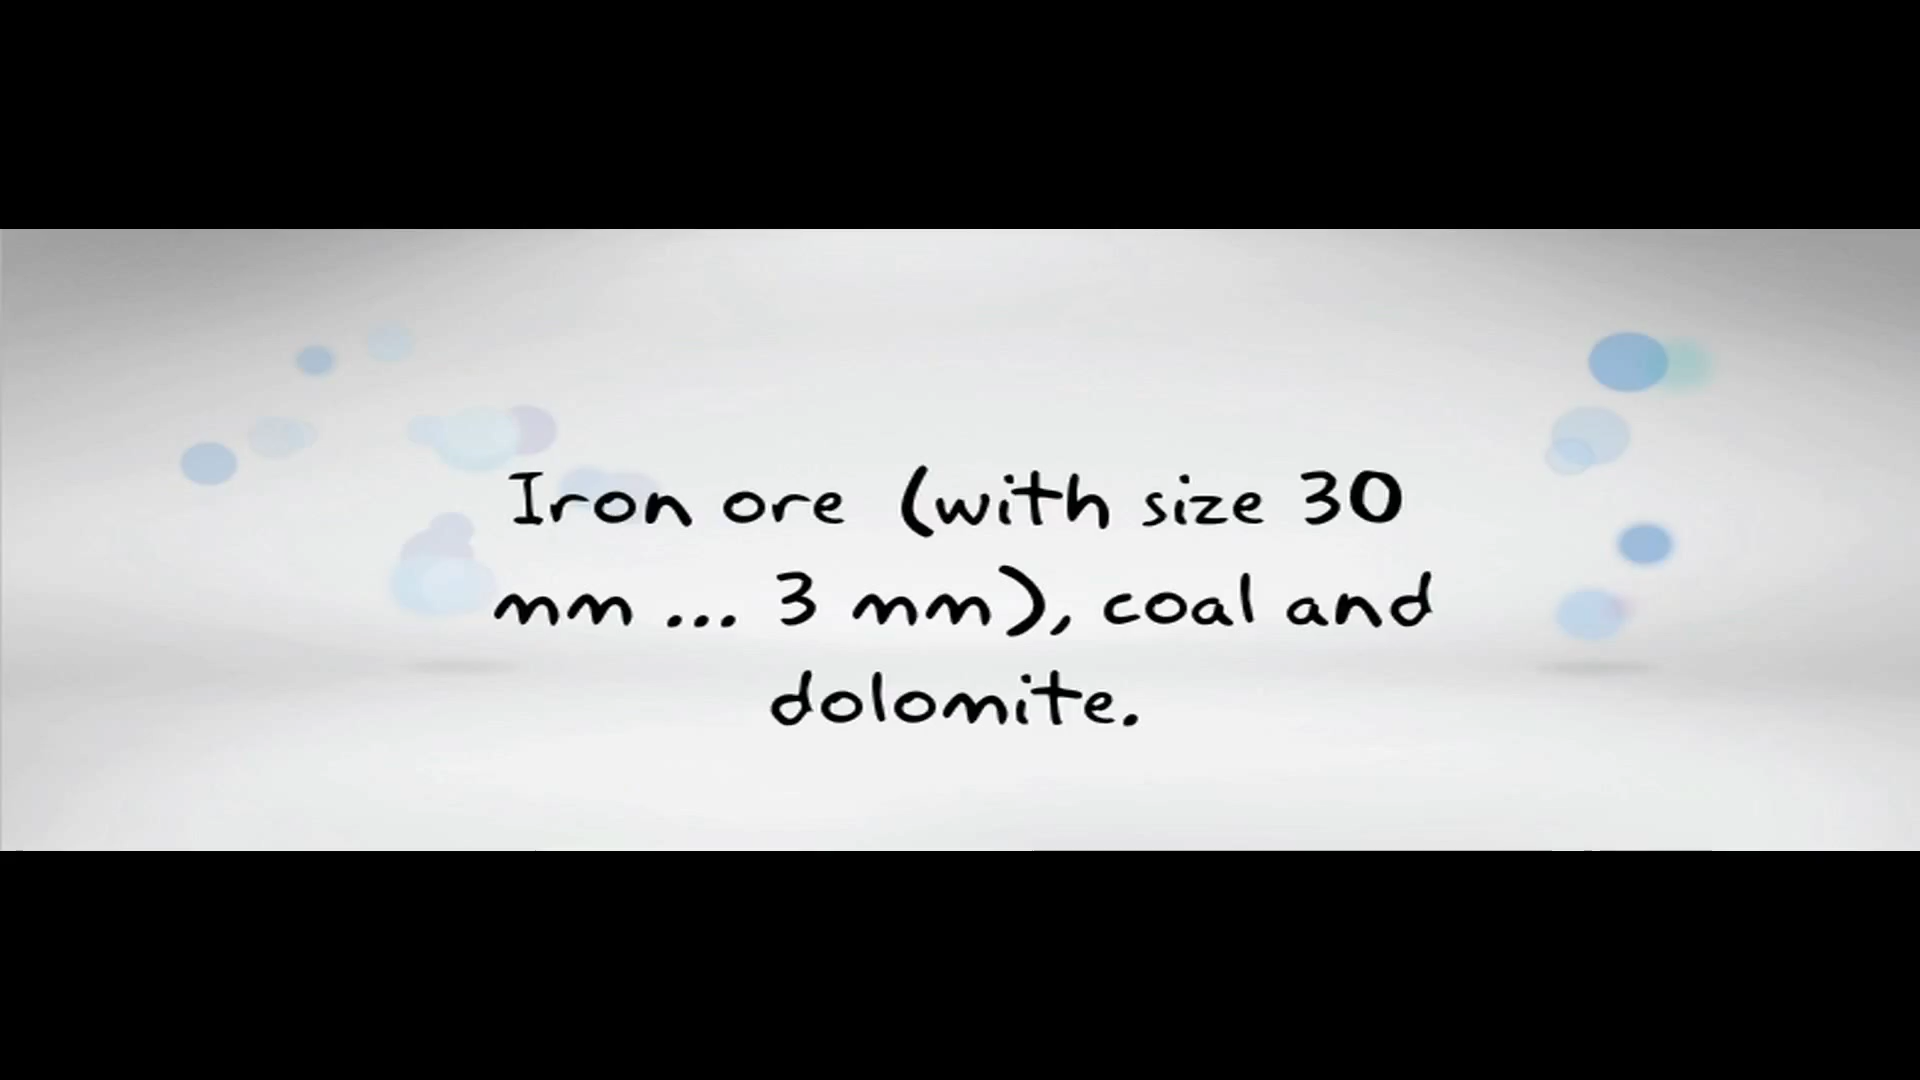 Iron ore (with size 30
mm ... 3 mm), coal and
dolomite.